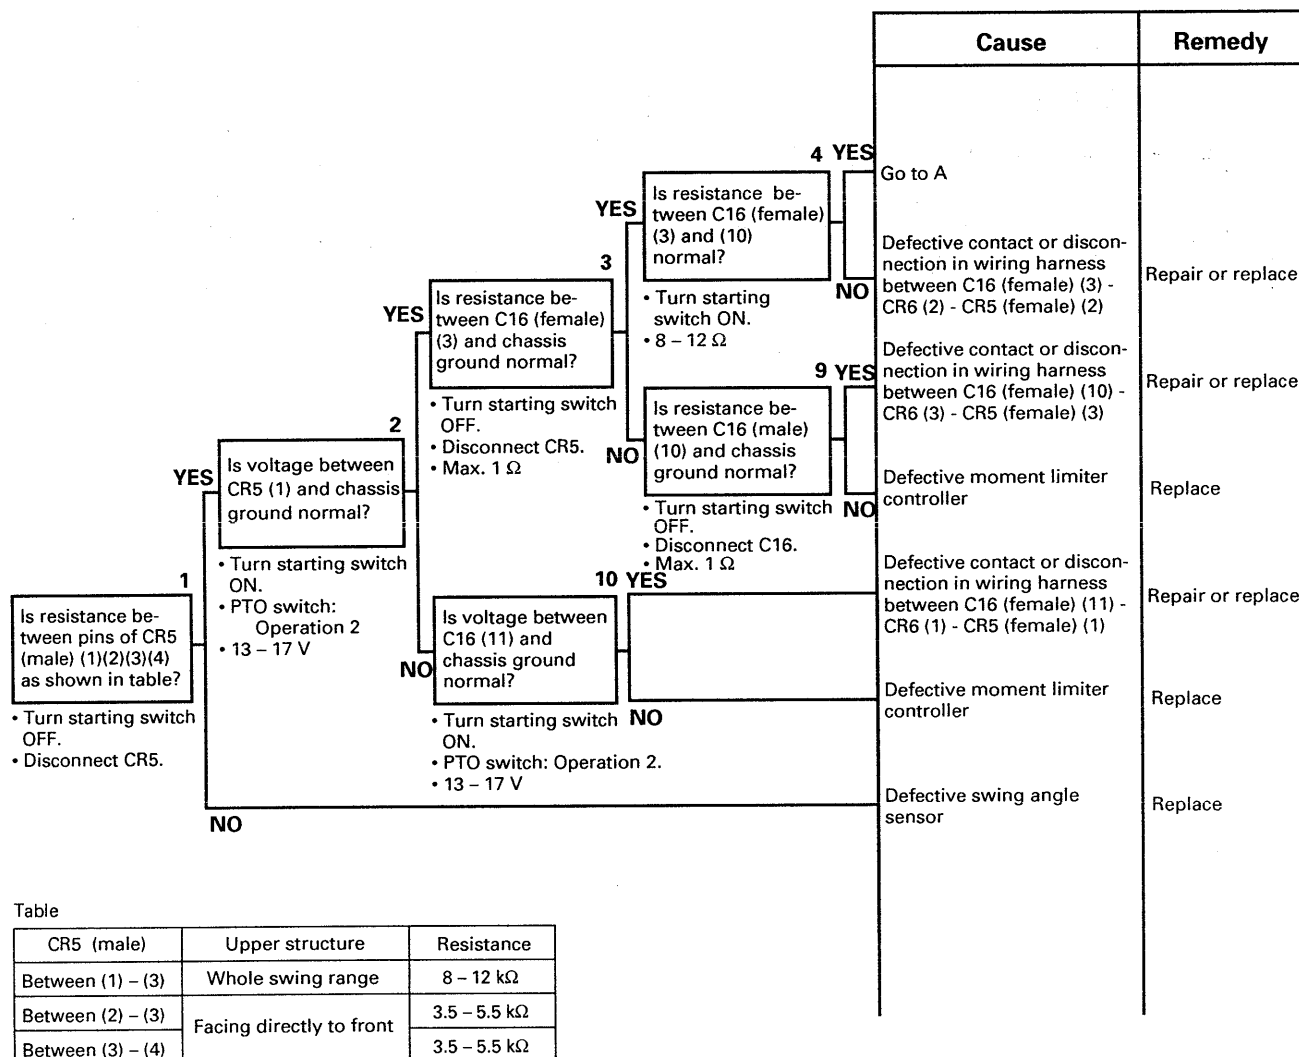 Cause
Remedy
4 YES
Go to A
Is resistance be-
tween C16 (female)
(3) and (10)
normal?
YES
3
• Turn starting
switch ON.
• 8 – 12 Ω
NO
Defective contact or discon-
nection in wiring harness
between C16 (female) (3) -
CR6 (2) - CR5 (female) (2)
Repair or replace
YES
Is resistance be-
tween C16 (female)
(3) and chassis
ground normal?
• Turn starting switch
OFF.
• Disconnect CR5.
• Max. 1 Ω
9 YES
Defective contact or discon-
nection in wiring harness
between C16 (female) (10) -
CR6 (3) - CR5 (female) (3)
Repair or replace
NO
Is resistance be-
tween C16 (male)
(10) and chassis
ground normal?
• Turn starting switch
OFF.
• Disconnect C16.
• Max. 1 Ω
NO
Defective moment limiter
controller
Replace
2
YES
Is voltage between
CR5 (1) and chassis
ground normal?
• Turn starting switch
ON.
• PTO switch:
Operation 2
• 13 – 17 V
10 YES
Defective contact or discon-
nection in wiring harness
between C16 (female) (11) -
CR6 (1) - CR5 (female) (1)
Repair or replace
NO
Is voltage between
C16 (11) and
chassis ground
normal?
• Turn starting switch
ON.
• PTO switch: Operation 2.
• 13 – 17 V
NO
Defective moment limiter
controller
Replace
1
Is resistance be-
tween pins of CR5
(male) (1)(2)(3)(4)
as shown in table?
• Turn starting switch
OFF.
• Disconnect CR5.
NO
Defective swing angle
sensor
Replace
Table
CR5 (male) Upper structure Resistance
Between (1) – (3) Whole swing range 8 – 12 kΩ
Between (2) – (3) Facing directly to front 3.5 – 5.5 kΩ
Between (3) – (4) 3.5 – 5.5 kΩ